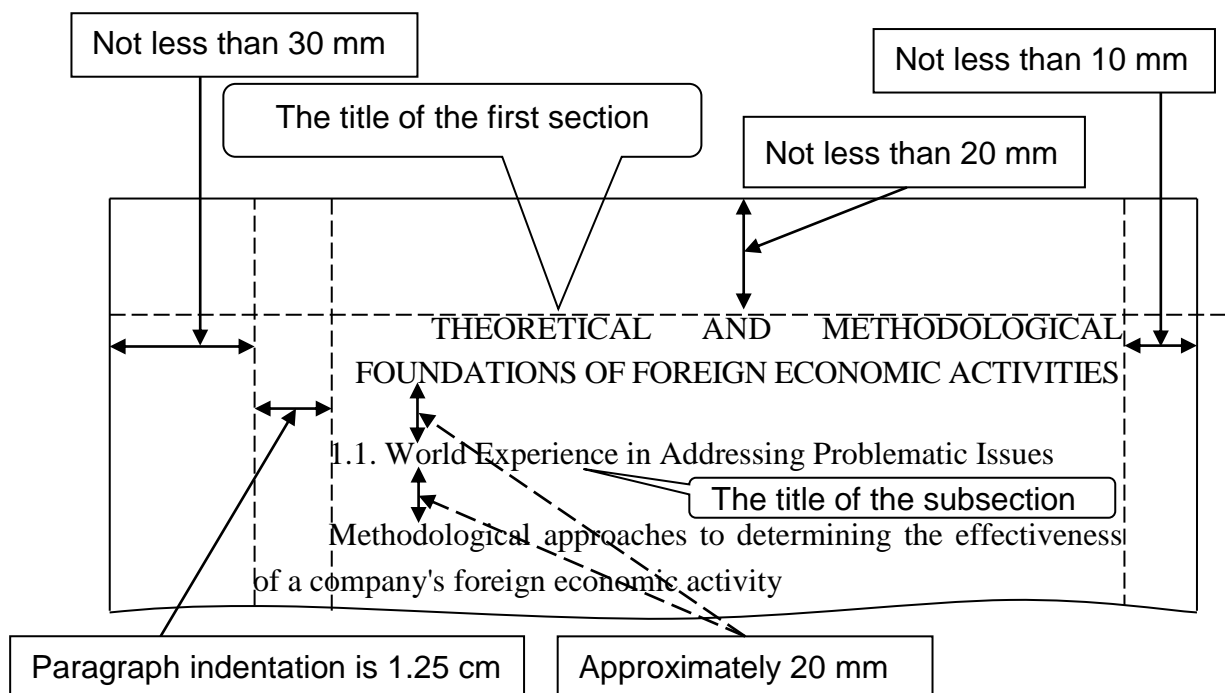 Not less than 30 mm
Not less than 10 mm
The title of the first section
Not less than 20 mm
THEORETICAL AND METHODOLOGICAL
FOUNDATIONS OF FOREIGN ECONOMIC ACTIVITIES
1.1. World Experience in Addressing Problematic Issues
The title of the subsection
Methodological approaches to determining the effectiveness
of a company's foreign economic activity
Paragraph indentation is 1.25 cm
Approximately 20 mm